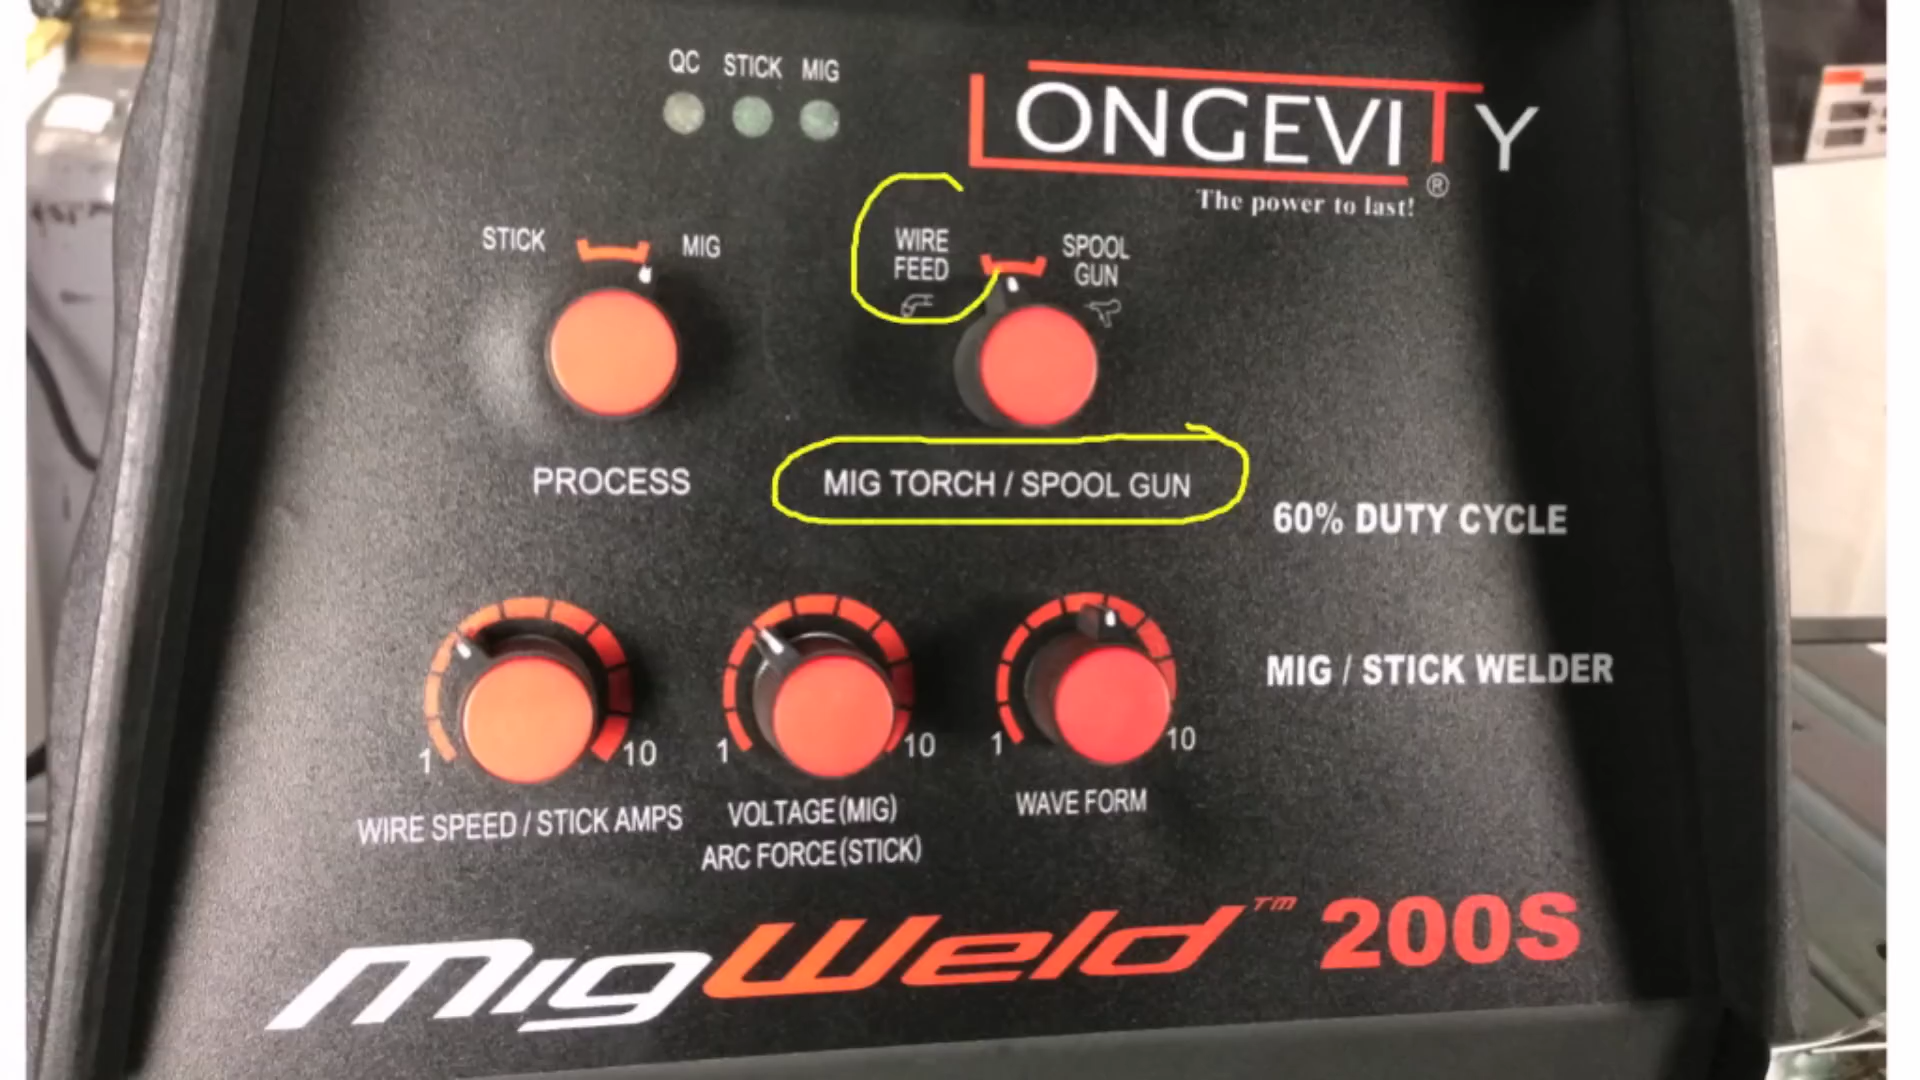 QC STICK MIG
LONGEVITY®
The power to last!
STICK MIG
WIRE FEED
SPOOL GUN
PROCESS
MIG TORCH / SPOOL GUN
60% DUTY CYCLE
MIG / STICK WELDER
1 10
1 10
1 10
WIRE SPEED / STICK AMPS
VOLTAGE (MIG)
ARC FORCE (STICK)
WAVE FORM
MigWeld™ 200S